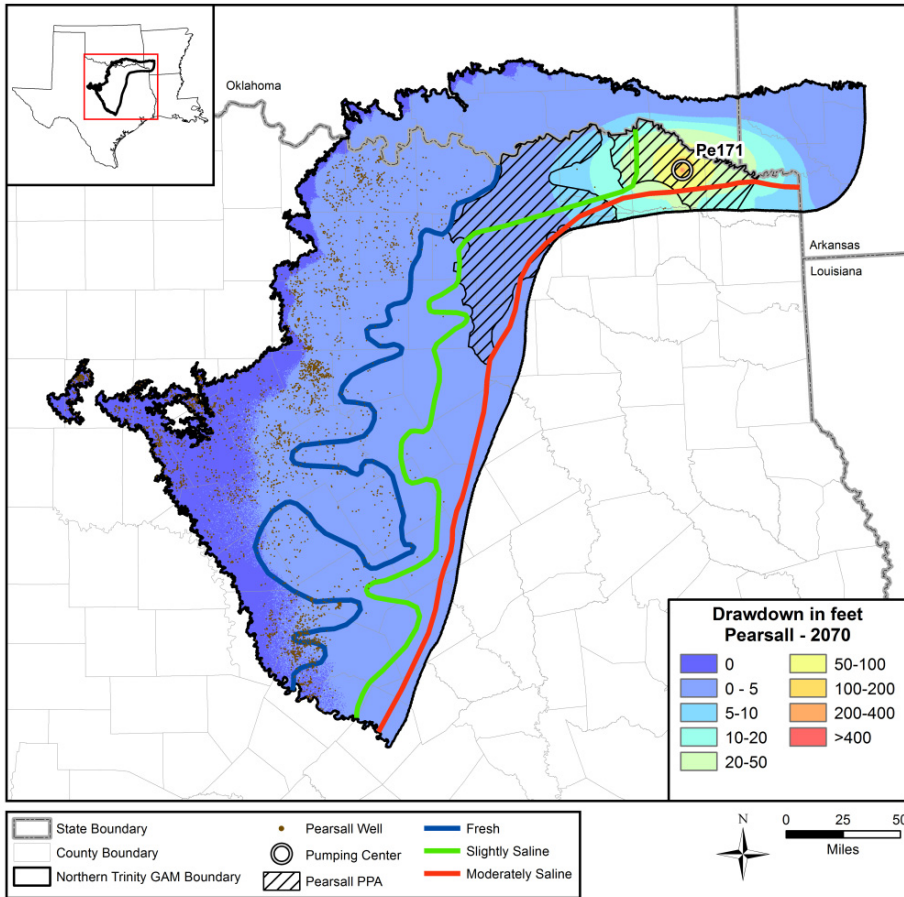 Oklahoma
Pe171
Arkansas
Louisiana
Drawdown in feet
Pearsall - 2070
0
50-100
0 - 5
100-200
5-10
200-400
10-20
>400
20-50
State Boundary
Pearsall Well
Fresh
County Boundary
Pumping Center
Slightly Saline
Northern Trinity GAM Boundary
Pearsall PPA
Moderately Saline
N
0 25 50
Miles